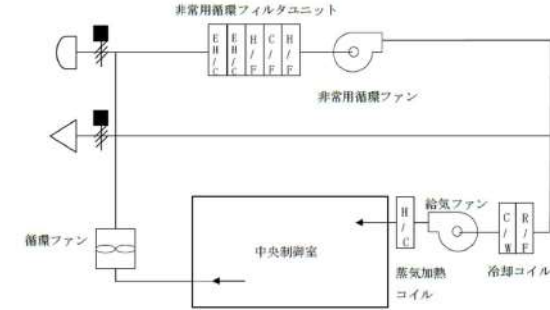 非常用循環フィルタユニット
E H/C
E H/C
H/F
C/F
H/F
非常用循環ファン
循環ファン
中央制御室
H/C
給気ファン
C/W
R/F
蒸気加熱
コイル
冷却コイル